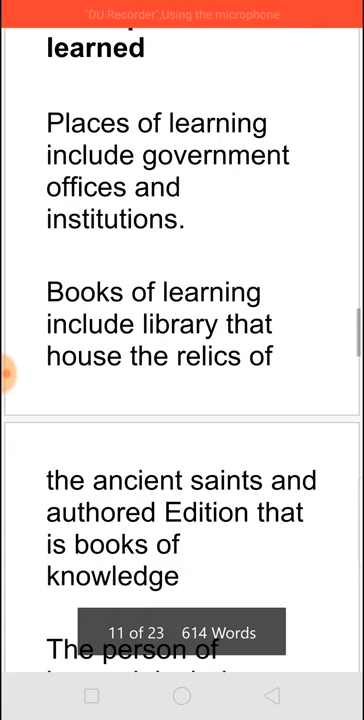 "DU Recorder",Using the microphone
learned
Places of learning
include government
offices and
institutions.
Books of learning
include library that
house the relics of
the ancient saints and
authored Edition that
is books of
knowledge
11 of 23 614 Words
The person of